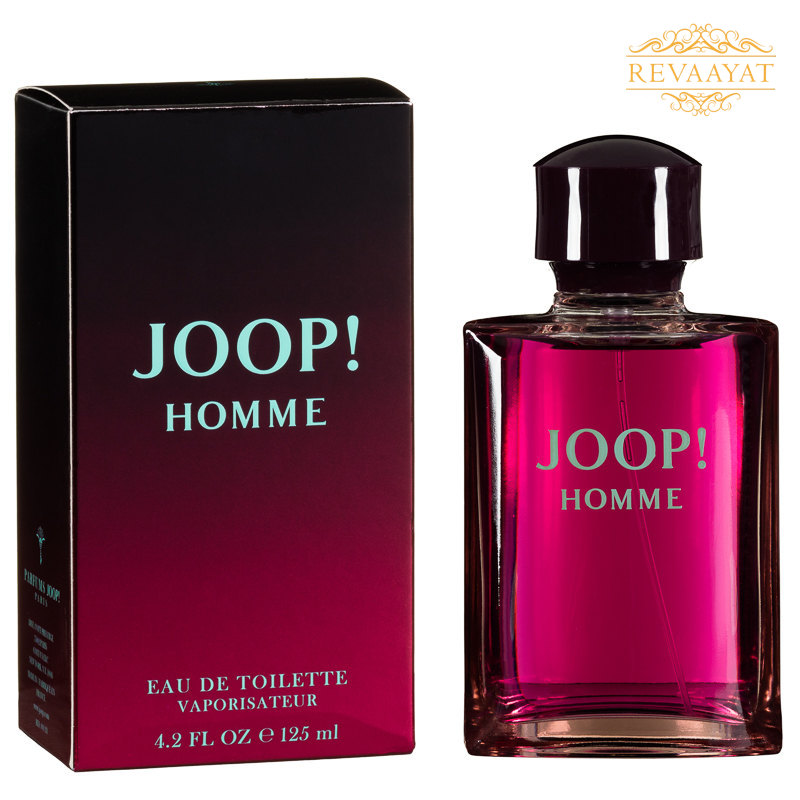 REVAAYAT
JOOP!
HOMME
EAU DE TOILETTE
VAPORISATEUR
4.2 FL OZ e 125 ml
PARFUMS JOOP!
PARIS
JOOP!
HOMME